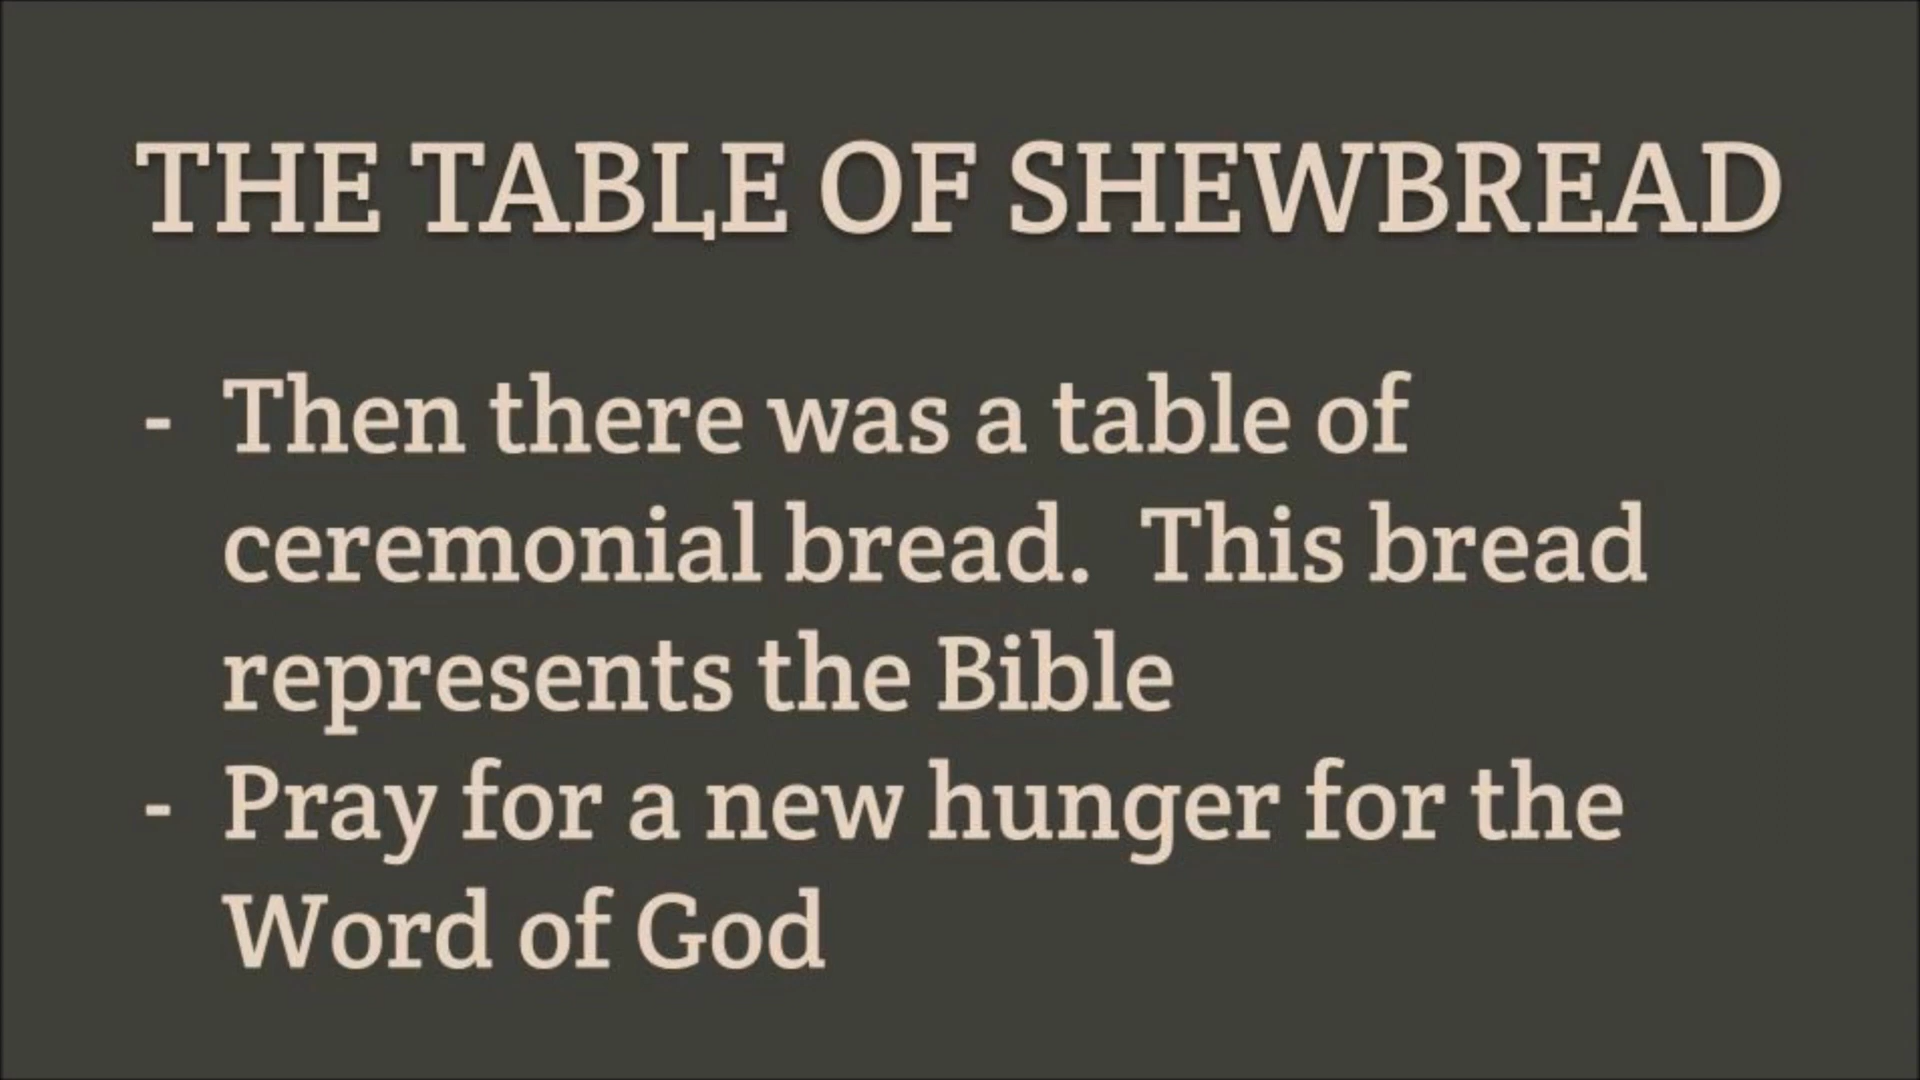 THE TABLE OF SHEWBREAD
- Then there was a table of
ceremonial bread.  This bread
represents the Bible
- Pray for a new hunger for the
Word of God